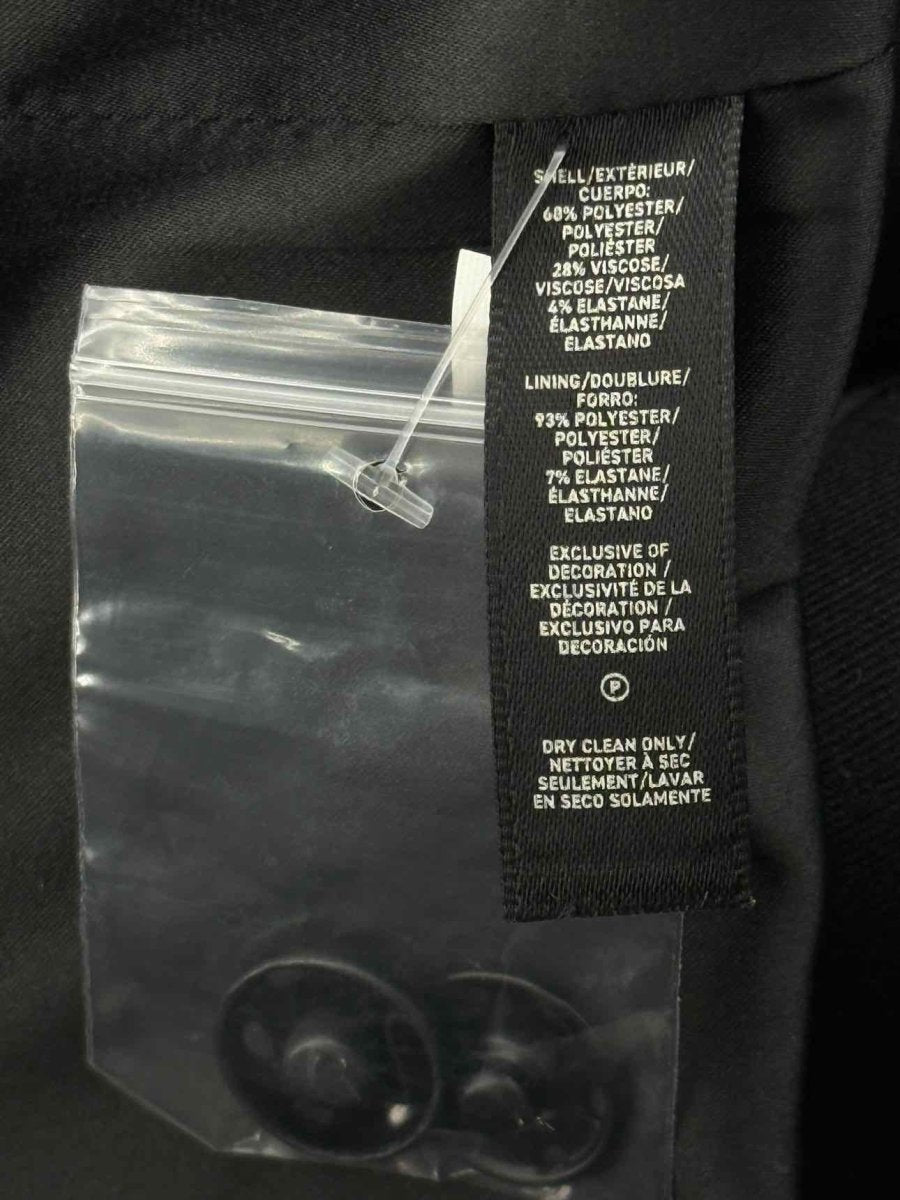 SHELL/EXTÉRIEUR/
CUERPO:
68% POLYESTER/
POLYESTER/
POLIÉSTER
28% VISCOSE/
VISCOSE/VISCOSA
4% ELASTANE/
ÉLASTHANNE/
ELASTANO
LINING/DOUBLURE/
FORRO:
93% POLYESTER/
POLYESTER/
POLIÉSTER
7% ELASTANE/
ÉLASTHANNE/
ELASTANO
EXCLUSIVE OF
DECORATION /
EXCLUSIVITÉ DE LA
DÉCORATION /
EXCLUSIVO PARA
DECORACIÓN
P
DRY CLEAN ONLY/
NETTOYER À SEC
SEULEMENT/LAVAR
EN SECO SOLAMENTE